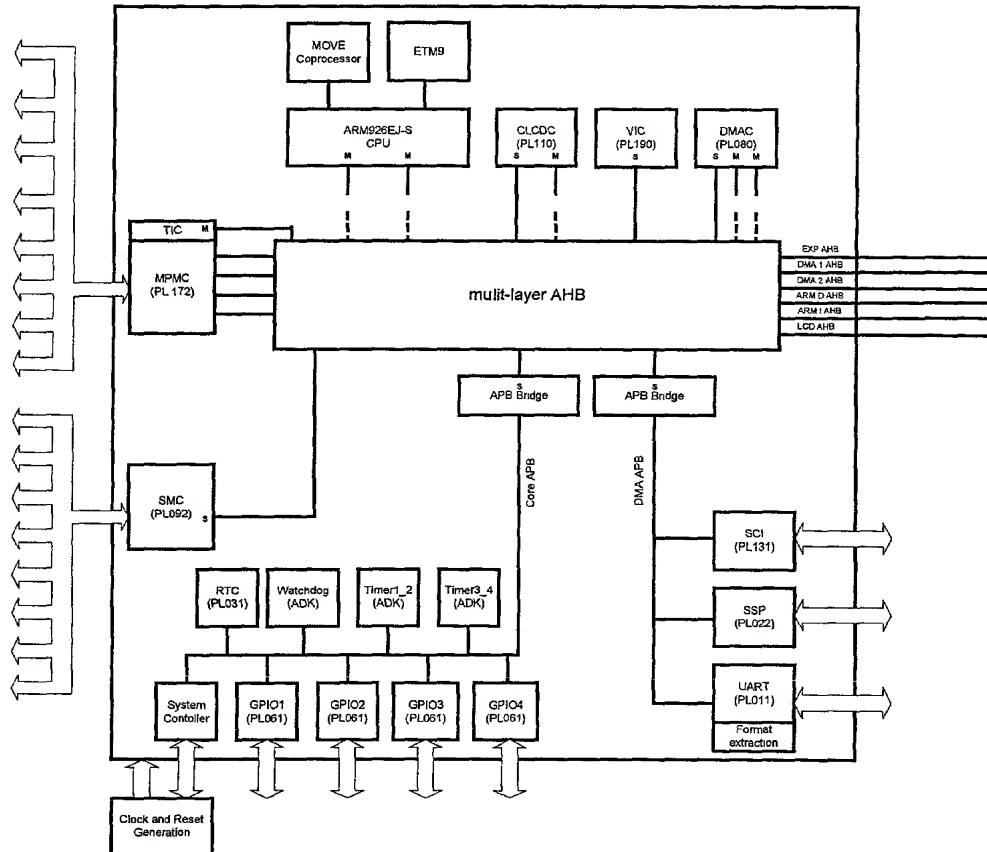 MOVE
Coprocessor
ETM9
ARM926EJ-S
CPU
M M
CLCDC
(PL110)
S M
VIC
(PL190)
S
DMAC
(PL080)
S M M
TIC M
MPMC
(PL172)
mulit-layer AHB
EXP AHB
DMA 1 AHB
DMA 2 AHB
ARM D AHB
ARM I AHB
LCD AHB
S
APB Bridge
S
APB Bridge
Core APB
DMA APB
SMC
(PL092)
S
SCI
(PL131)
RTC
(PL031)
Watchdog
(ADK)
Timer1_2
(ADK)
Timer3_4
(ADK)
SSP
(PL022)
System
Contoller
GPIO1
(PL061)
GPIO2
(PL061)
GPIO3
(PL061)
GPIO4
(PL061)
UART
(PL011)
Format
extraction
Clock and Reset
Generation